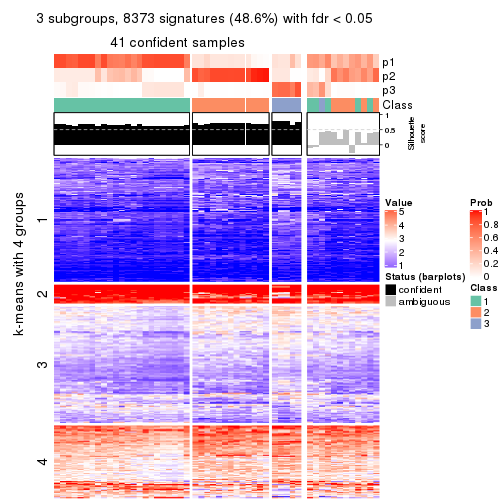 3 subgroups, 8373 signatures (48.6%) with fdr < 0.05
41 confident samples
p1
p2
p3
Class
1
0.5
0
Silhouette
score
k-means with 4 groups
1
2
3
4
Value
5
4
3
2
1
Status (barplots)
confident
ambiguous
Prob
1
0.8
0.6
0.4
0.2
0
Class
1
2
3